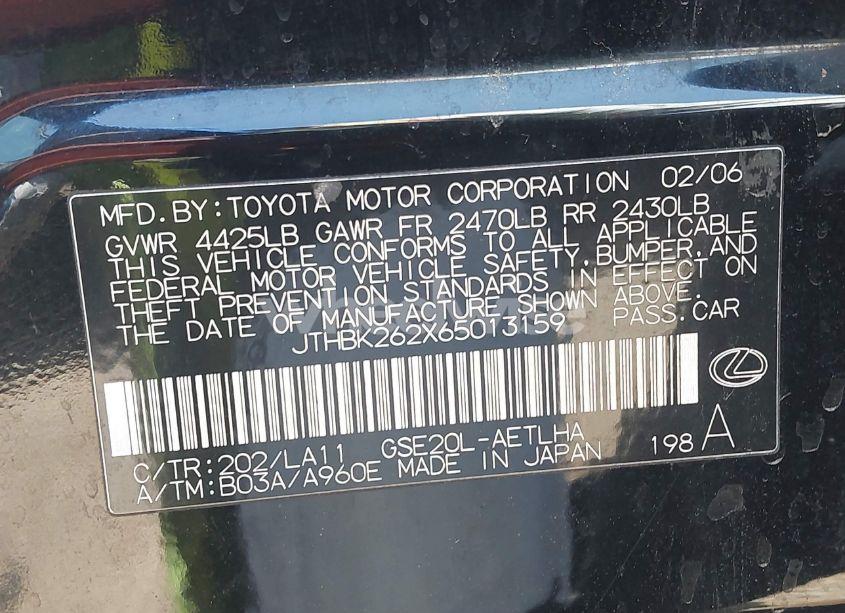 MFD. BY: TOYOTA MOTOR CORPORATION 02/06
GVWR 4425LB GAWR FR 2470LB RR 2430LB
THIS VEHICLE CONFORMS TO ALL APPLICABLE
FEDERAL MOTOR VEHICLE SAFETY, BUMPER, AND
THEFT PREVENTION STANDARDS IN EFFECT ON
THE DATE OF MANUFACTURE SHOWN ABOVE.
JTHBK262X65013159 PASS. CAR
C/TR: 202/LA11 GSE20L-AETLHA 198 A
A/TM: B03A/A960E MADE IN JAPAN